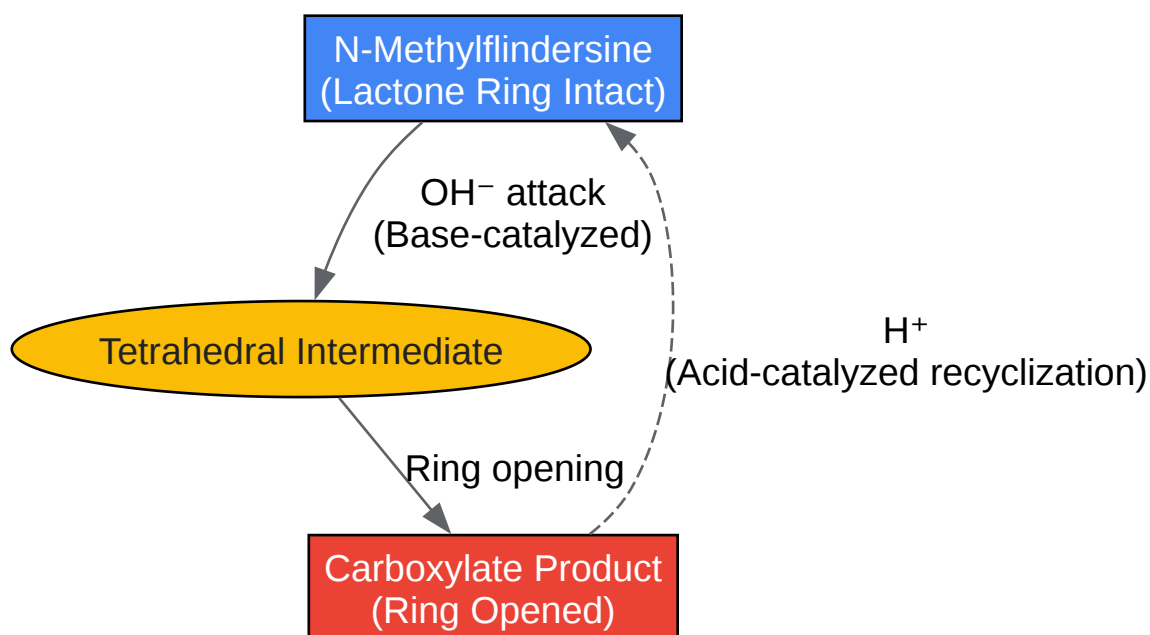 N-Methylflindersine
(Lactone Ring Intact)
OH⁻ attack
(Base-catalyzed)
H⁺
(Acid-catalyzed recyclization)
Tetrahedral Intermediate
Ring opening
Carboxylate Product
(Ring Opened)